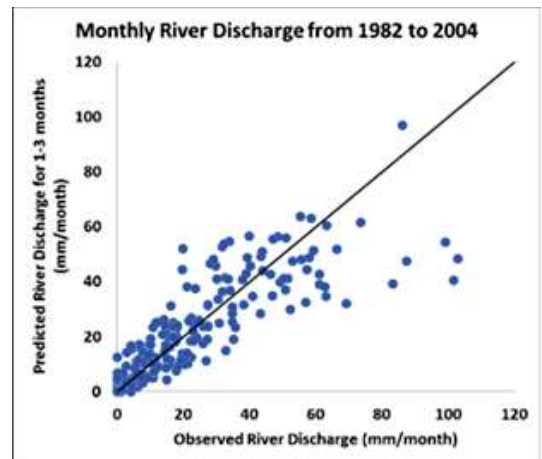 Monthly River Discharge from 1982 to 2004
Predicted River Discharge for 1-3 months
(mm/month)
120
100
80
60
40
20
0
0 20 40 60 80 100 120
Observed River Discharge (mm/month)